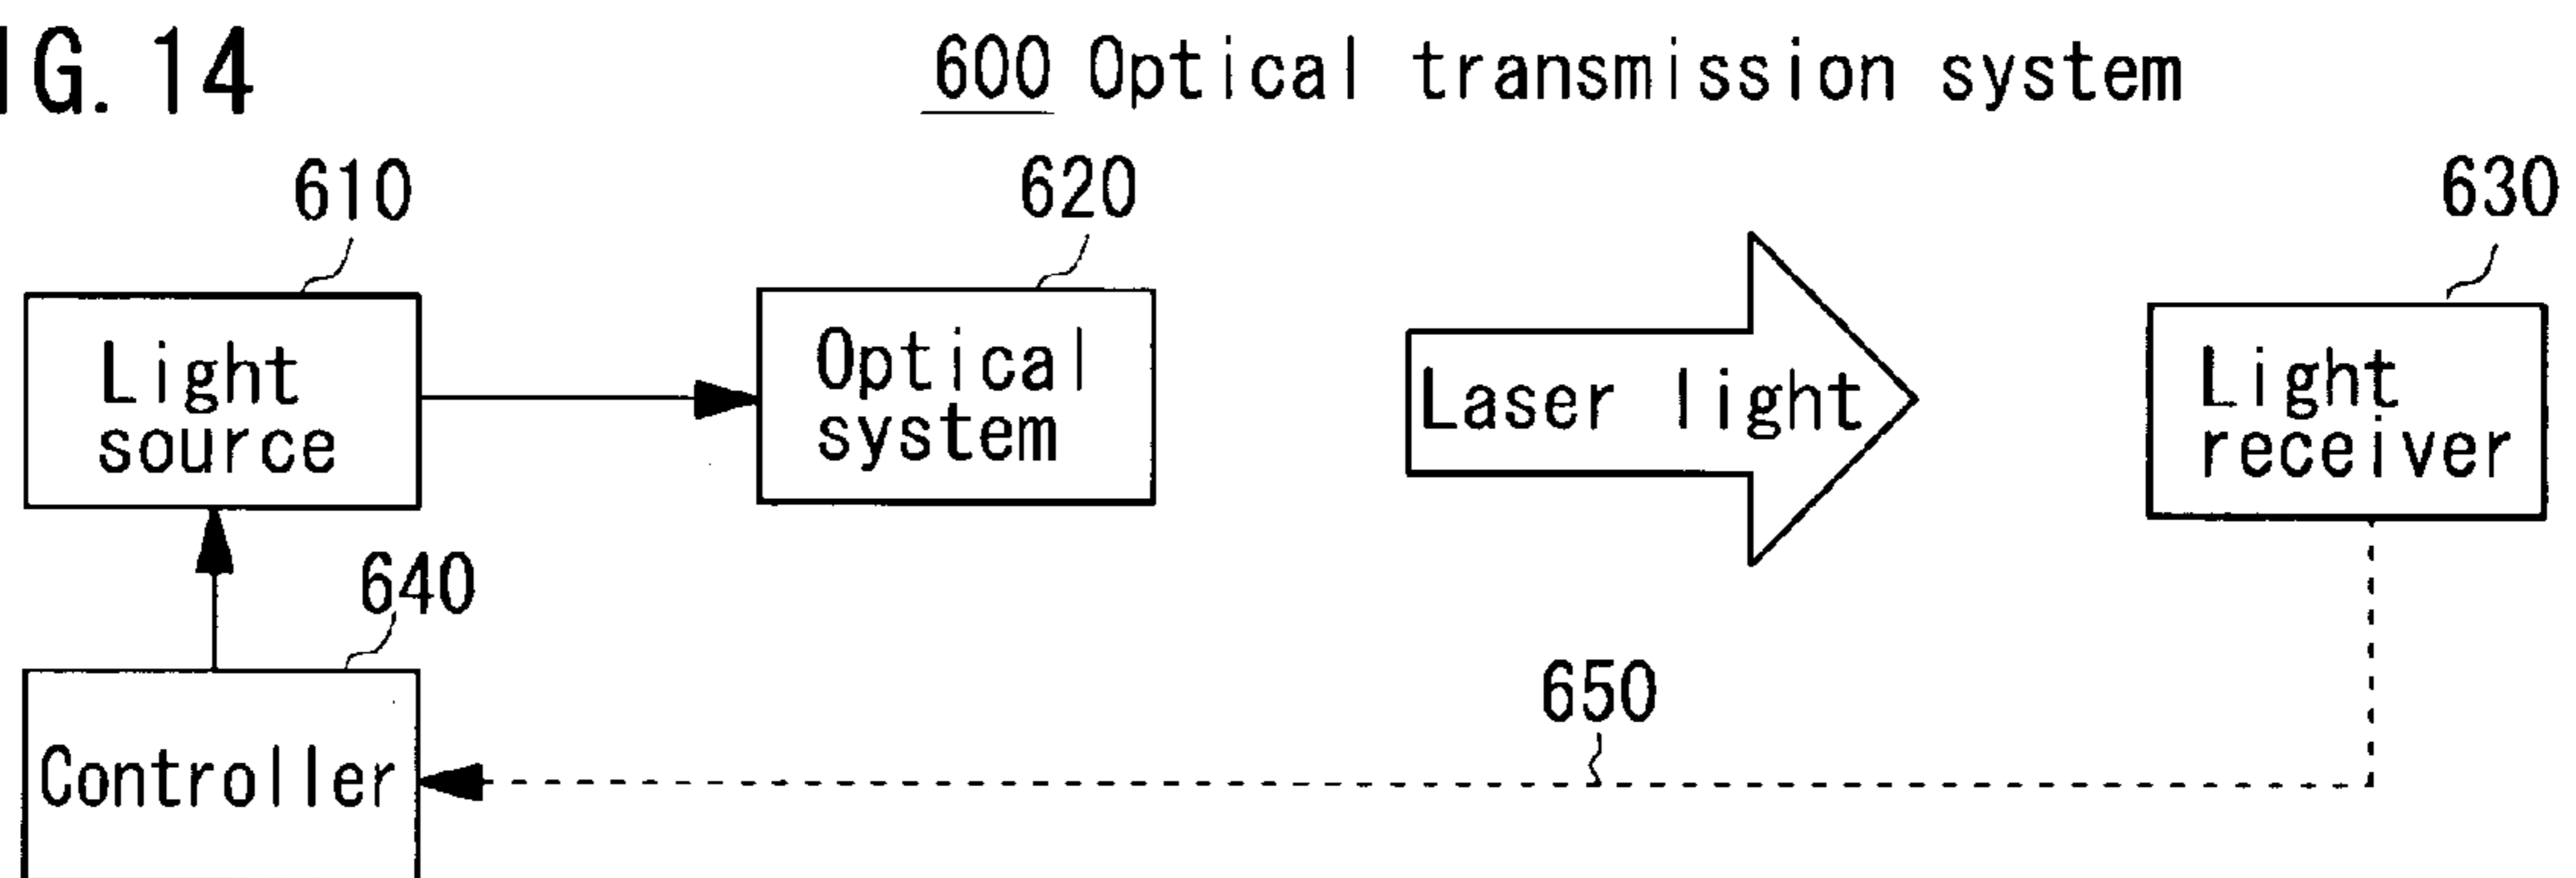 IG. 14
600 Optical transmission system
610
620
630
Light
source
Optical
system
Laser light
Light
receiver
640
650
Controller